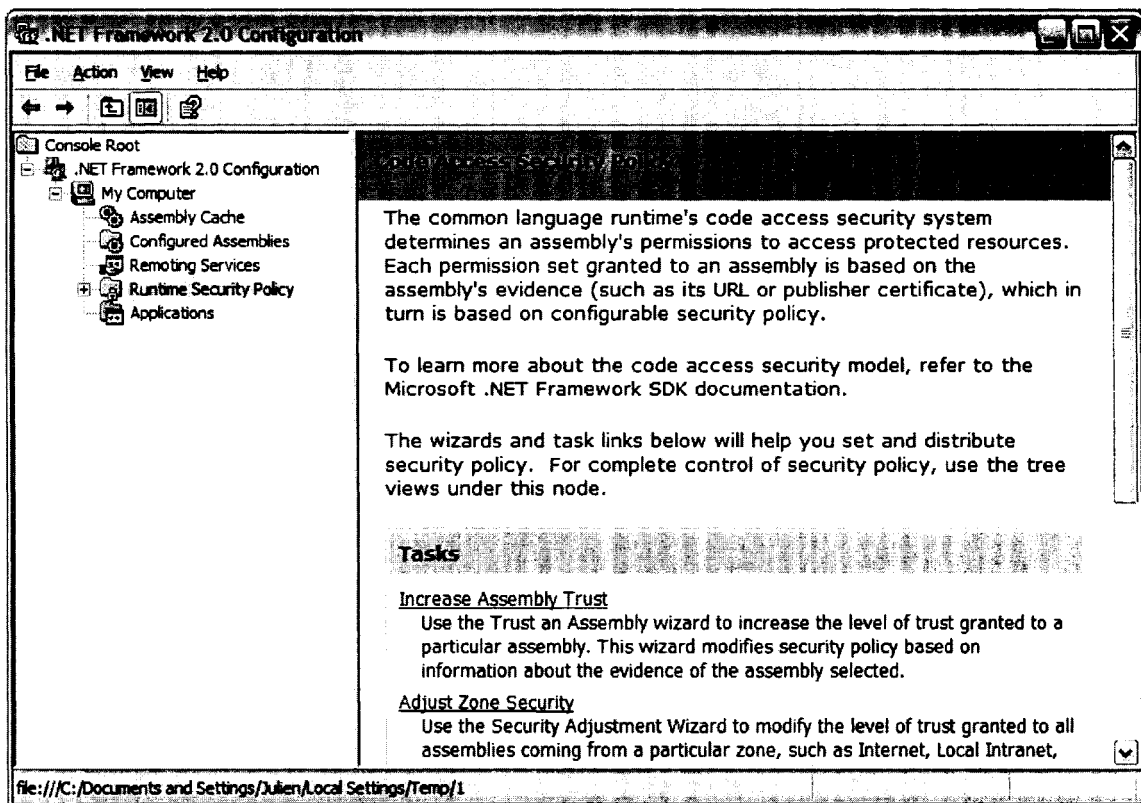 .NET Framework 2.0 Configuration
File Action View Help
Console Root
.NET Framework 2.0 Configuration
My Computer
Assembly Cache
Configured Assemblies
Remoting Services
Runtime Security Policy
Applications
Code Access Security Policy
The common language runtime's code access security system
determines an assembly's permissions to access protected resources.
Each permission set granted to an assembly is based on the
assembly's evidence (such as its URL or publisher certificate), which in
turn is based on configurable security policy.
To learn more about the code access security model, refer to the
Microsoft .NET Framework SDK documentation.
The wizards and task links below will help you set and distribute
security policy. For complete control of security policy, use the tree
views under this node.
Tasks
Increase Assembly Trust
Use the Trust an Assembly wizard to increase the level of trust granted to a
particular assembly. This wizard modifies security policy based on
information about the evidence of the assembly selected.
Adjust Zone Security
Use the Security Adjustment Wizard to modify the level of trust granted to all
assemblies coming from a particular zone, such as Internet, Local Intranet,
file:///C:/Documents and Settings/Julien/Local Settings/Temp/1